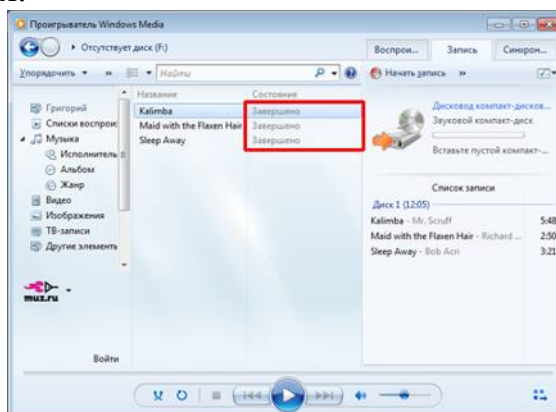 Проигрыватель Windows Media
Отсутствует диск (F:)
Воспрои... Запись Синхрон...
Упорядочить Найти Начать запись
Название Состояние
Григорий
Списки воспрои
Музыка
Исполнитель
Альбом
Жанр
Видео
Изображения
ТВ-записи
Другие элементы
muz.ru
Войти
Kalimba Завершено
Maid with the Flaxen Hair Завершено
Sleep Away Завершено
Дисковод компакт-дисков...
Звуковой компакт-диск
Вставьте пустой компакт-...
Список записи
Диск 1 (12:05)
Kalimba - Mr. Scruff 5:48
Maid with the Flaxen Hair - Richard ... 2:50
Sleep Away - Bob Acri 3:21